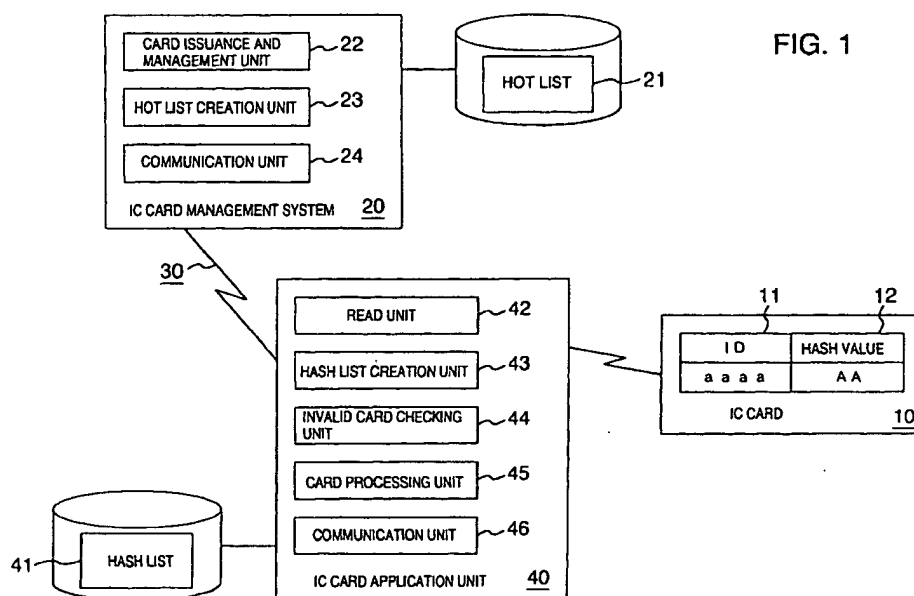 FIG. 1
CARD ISSUANCE AND
MANAGEMENT UNIT
22
HOT LIST CREATION UNIT
23
COMMUNICATION UNIT
24
IC CARD MANAGEMENT SYSTEM
20
HOT LIST
21
30
READ UNIT
42
HASH LIST CREATION UNIT
43
INVALID CARD CHECKING
UNIT
44
CARD PROCESSING UNIT
45
COMMUNICATION UNIT
46
IC CARD APPLICATION UNIT
40
11
12
ID
HASH VALUE
a a a a
A A
IC CARD
10
41
HASH LIST